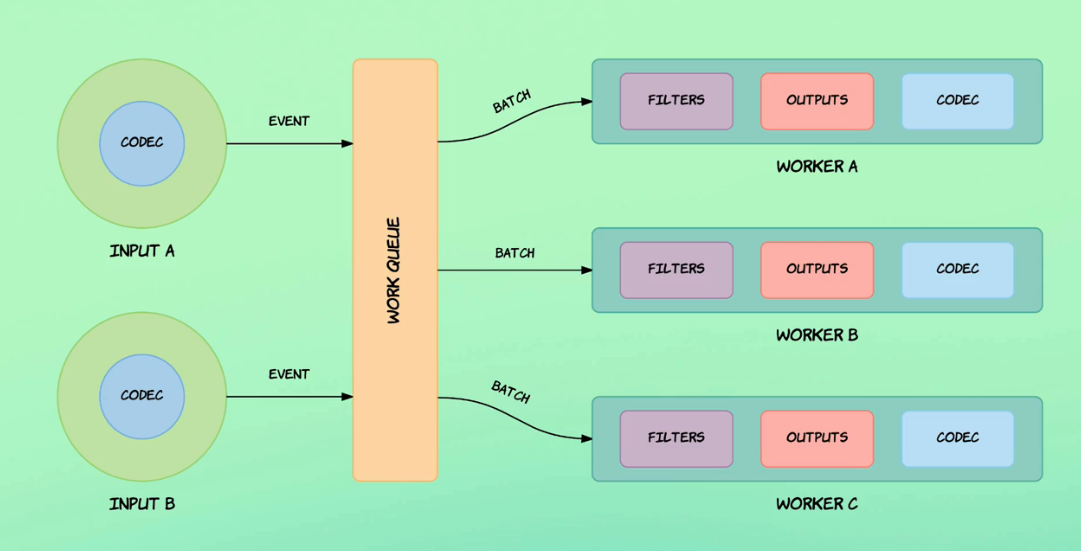 CODEC
EVENT
INPUT A
CODEC
EVENT
INPUT B
WORK QUEUE
BATCH
FILTERS
OUTPUTS
CODEC
WORKER A
BATCH
FILTERS
OUTPUTS
CODEC
WORKER B
BATCH
FILTERS
OUTPUTS
CODEC
WORKER C